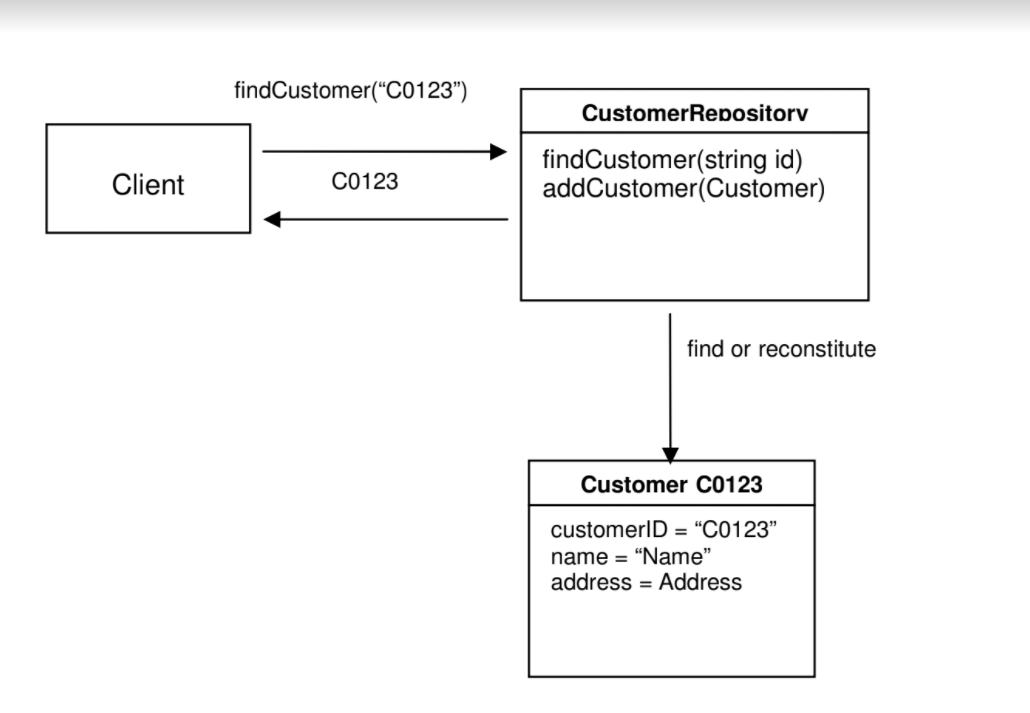 findCustomer(“C0123”)
CustomerRepository
Client
findCustomer(string id)
addCustomer(Customer)
C0123
find or reconstitute
Customer C0123
customerID = “C0123”
name = “Name”
address = Address